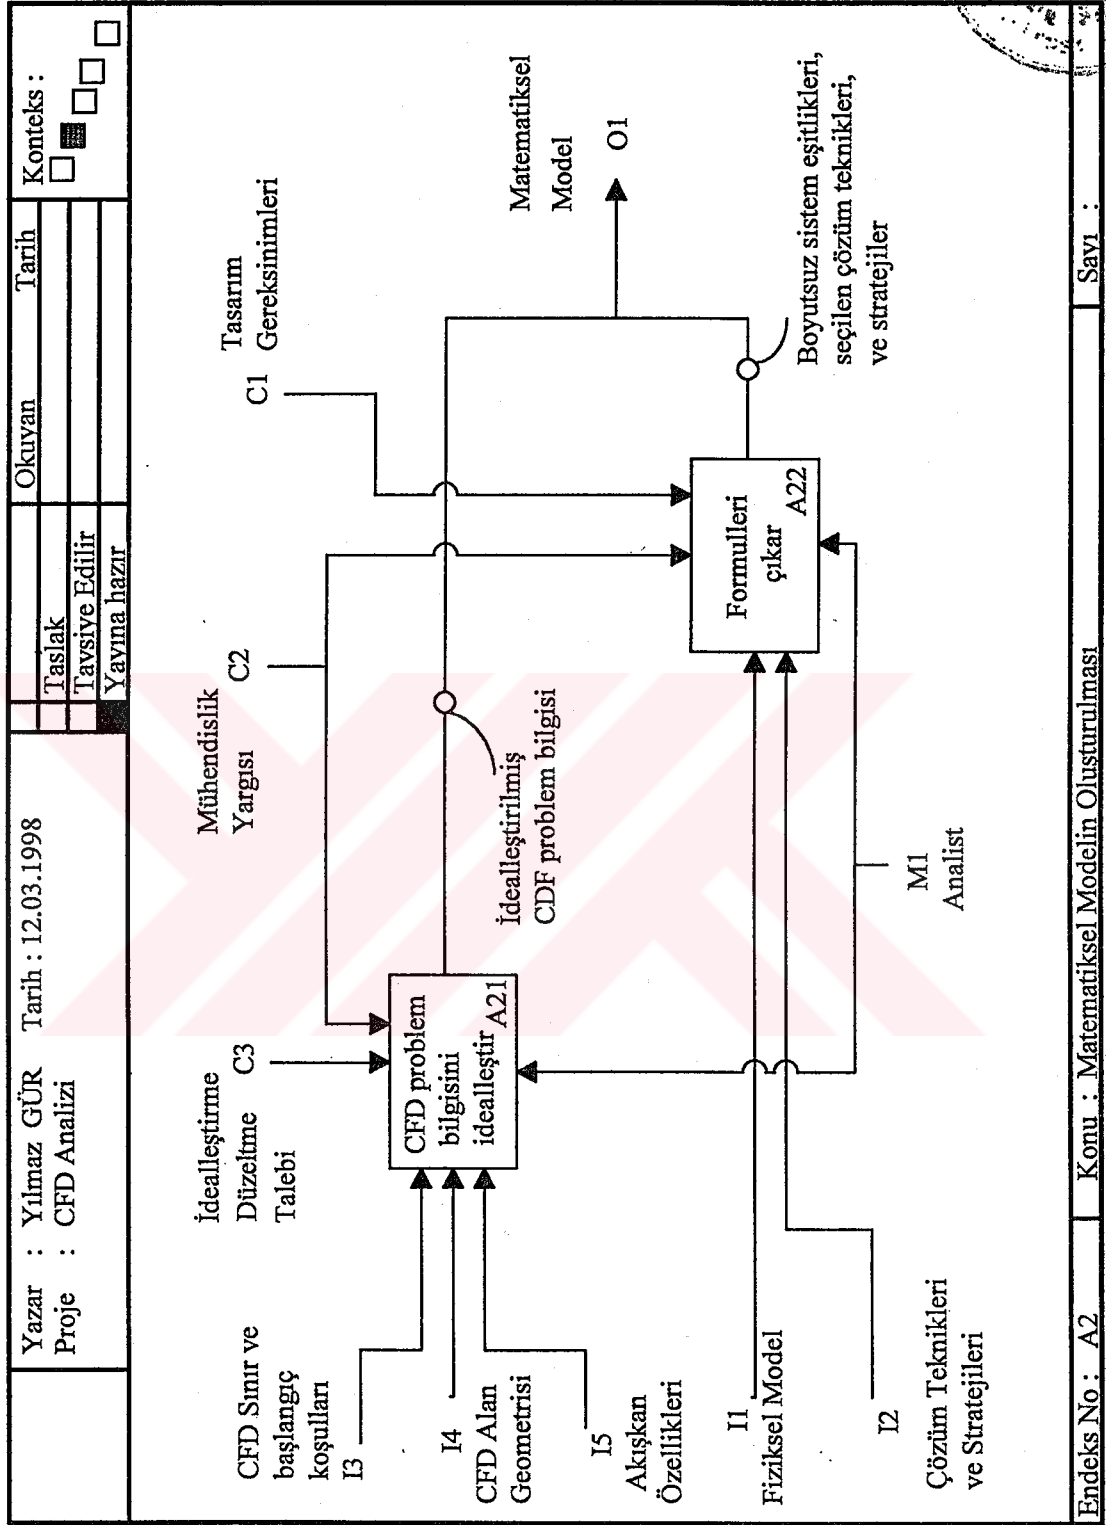 Yazar : Yılmaz GÜR Tarih : 12.03.1998
Proje : CFD Analizi
Taslak
Tavsiye Edilir
Yayına hazır
Okuyan Tarih
Konteks :
CFD Sınır ve
başlangıç
koşulları
I3
I4
CFD Alan
Geometrisi
I5
Akışkan
Özellikleri
I1
Fiziksel Model
I2
Çözüm Teknikleri
ve Stratejileri
İdealleştirme
Düzeltme C3
Talebi
CFD problem
bilgisini
idealleştir
A21
Mühendislik
Yargısı
C2
İdealleştirilmiş
CDF problem bilgisi
M1
Analist
Tasarım
Gereksinimleri
C1
Formulleri
çıkar
A22
Matematiksel
Model
O1
Boyutsuz sistem eşitlikleri,
seçilen çözüm teknikleri,
ve stratejiler
Endeks No : A2
Konu : Matematiksel Modelin Olusturulması
Sayı :